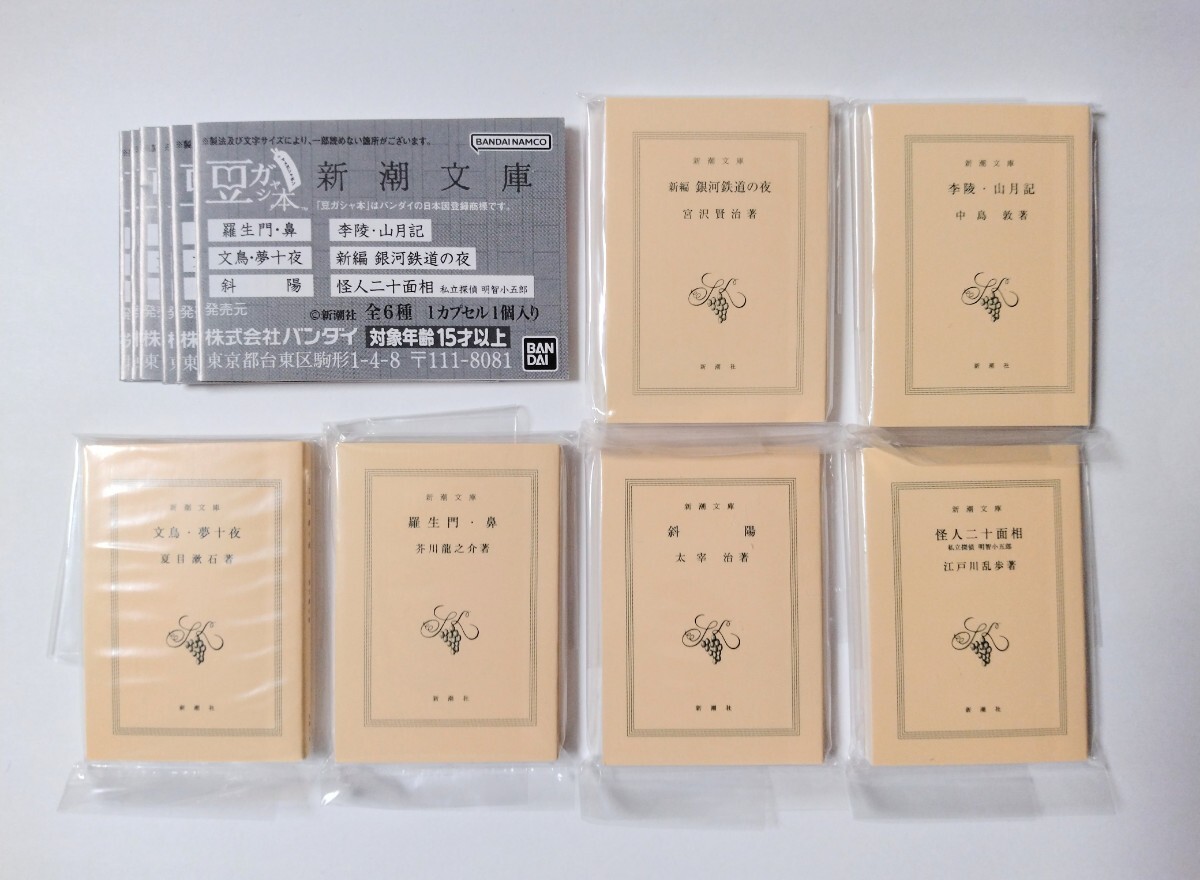 ※製法及び文字サイズにより、一部読めない箇所がございます。
BANDAI NAMCO
豆ガシャ本
新潮文庫
「豆ガシャ本」はバンダイの日本国登録商標です。
羅生門・鼻
李陵・山月記
文鳥・夢十夜
新編 銀河鉄道の夜
斜 陽
怪人二十面相 私立探偵 明智小五郎
発売元
©新潮社 全6種 1カプセル1個入り
株式会社バンダイ 対象年齢15才以上
東京都台東区駒形1-4-8 〒111-8081
BAN
DAI
新潮文庫
新編 銀河鉄道の夜
宮沢賢治著
新潮社
新潮文庫
李陵・山月記
中島 敦著
新潮社
新潮文庫
文鳥・夢十夜
夏目漱石著
新潮社
新潮文庫
羅生門・鼻
芥川龍之介著
新潮社
新潮文庫
斜 陽
太宰 治著
新潮社
新潮文庫
怪人二十面相
私立探偵 明智小五郎
江戸川乱歩著
新潮社